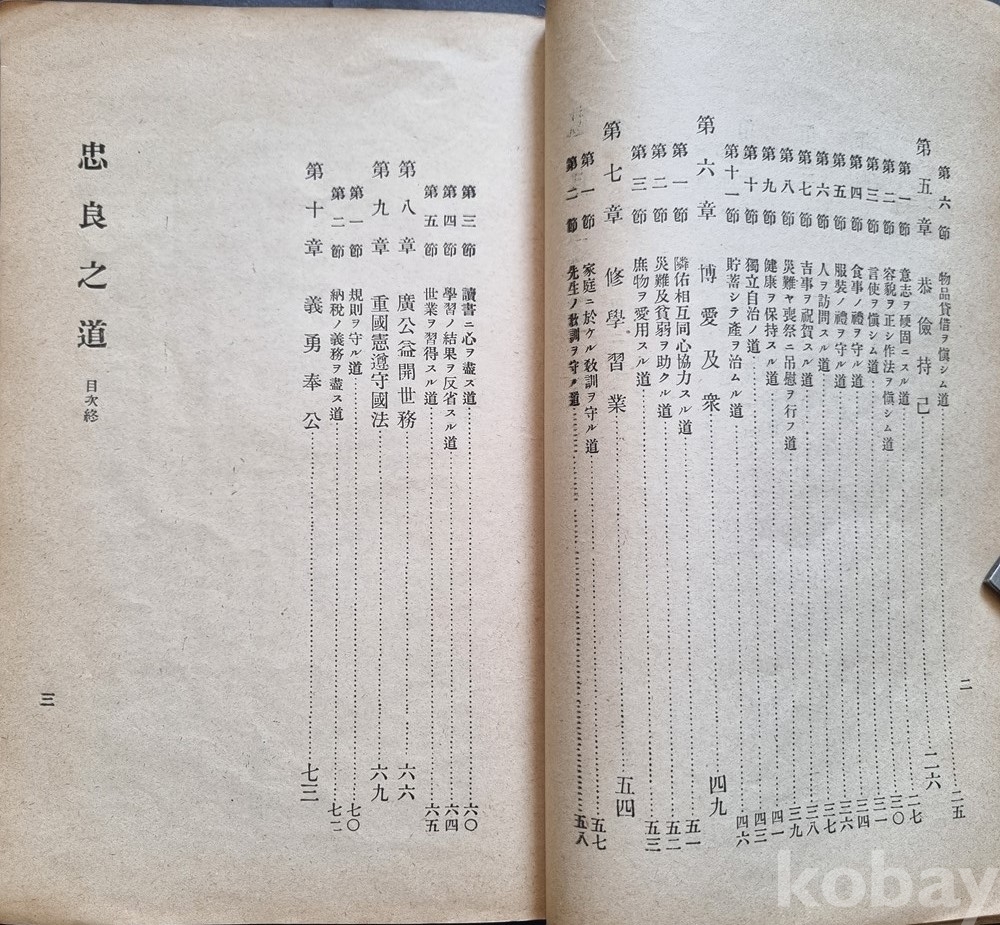 第六節 物品貸借ヲ愼シム道 二五
第五章 恭儉持己 二六
第一節 意志ヲ硬固ニスル道 二七
第二節 容貌ヲ正シ作法ヲ愼シム道 三〇
第三節 言使ヲ愼シム道 三一
第四節 食事ノ禮ヲ守ル道 三四
第五節 服裝ノ禮ヲ守ル道 三六
第六節 人ヲ訪問スル道 三七
第七節 吉事ヲ祝賀スル道 三八
第八節 災難ヤ喪祭ニ吊慰ヲ行フ道 三九
第九節 健康ヲ保持スル道 四一
第十節 獨立自治ノ道 四三
第十一節 貯蓄シテ產ヲ治ムル道 四六
第六章 博愛及衆 四九
第一節 隣佑相互同心協力スル道 五一
第二節 災難及貧弱ヲ助クル道 五二
第三節 庶物ヲ愛用スル道 五三
第七章 修學習業 五四
第一節 家庭ニ於ケル敎訓ヲ守ル道 五七
第二節 先生ノ敎訓ヲ守ル道 五八
二
第三節 讀書ニ心ヲ盡ス道 六〇
第四節 學習ノ結果ヲ反省スル道 六四
第五節 世業ヲ習得スル道 六五
第八章 廣公益開世務 六六
第九章 重國憲遵守國法 六九
第一節 規則ヲ守ル道 七〇
第二節 納稅ノ義務ヲ盡ス道 七二
第十章 義勇奉公 七三
忠良之道 目次終
三
kobay